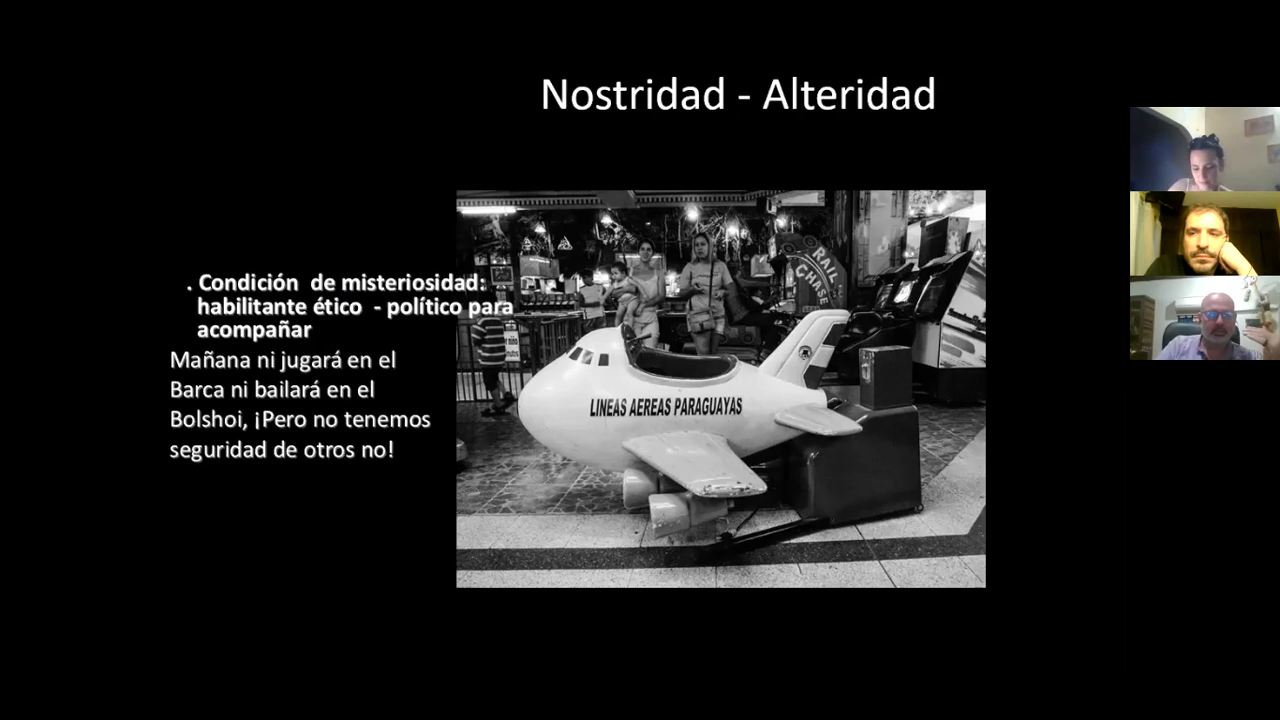 Nostridad - Alteridad
. Condición  de misteriosidad:
habilitante ético  - político para
acompañar
Mañana ni jugará en el
Barca ni bailará en el
Bolshoi, ¡Pero no tenemos
seguridad de otros no!
RAIL
CHASE
LINEAS AEREAS PARAGUAYAS